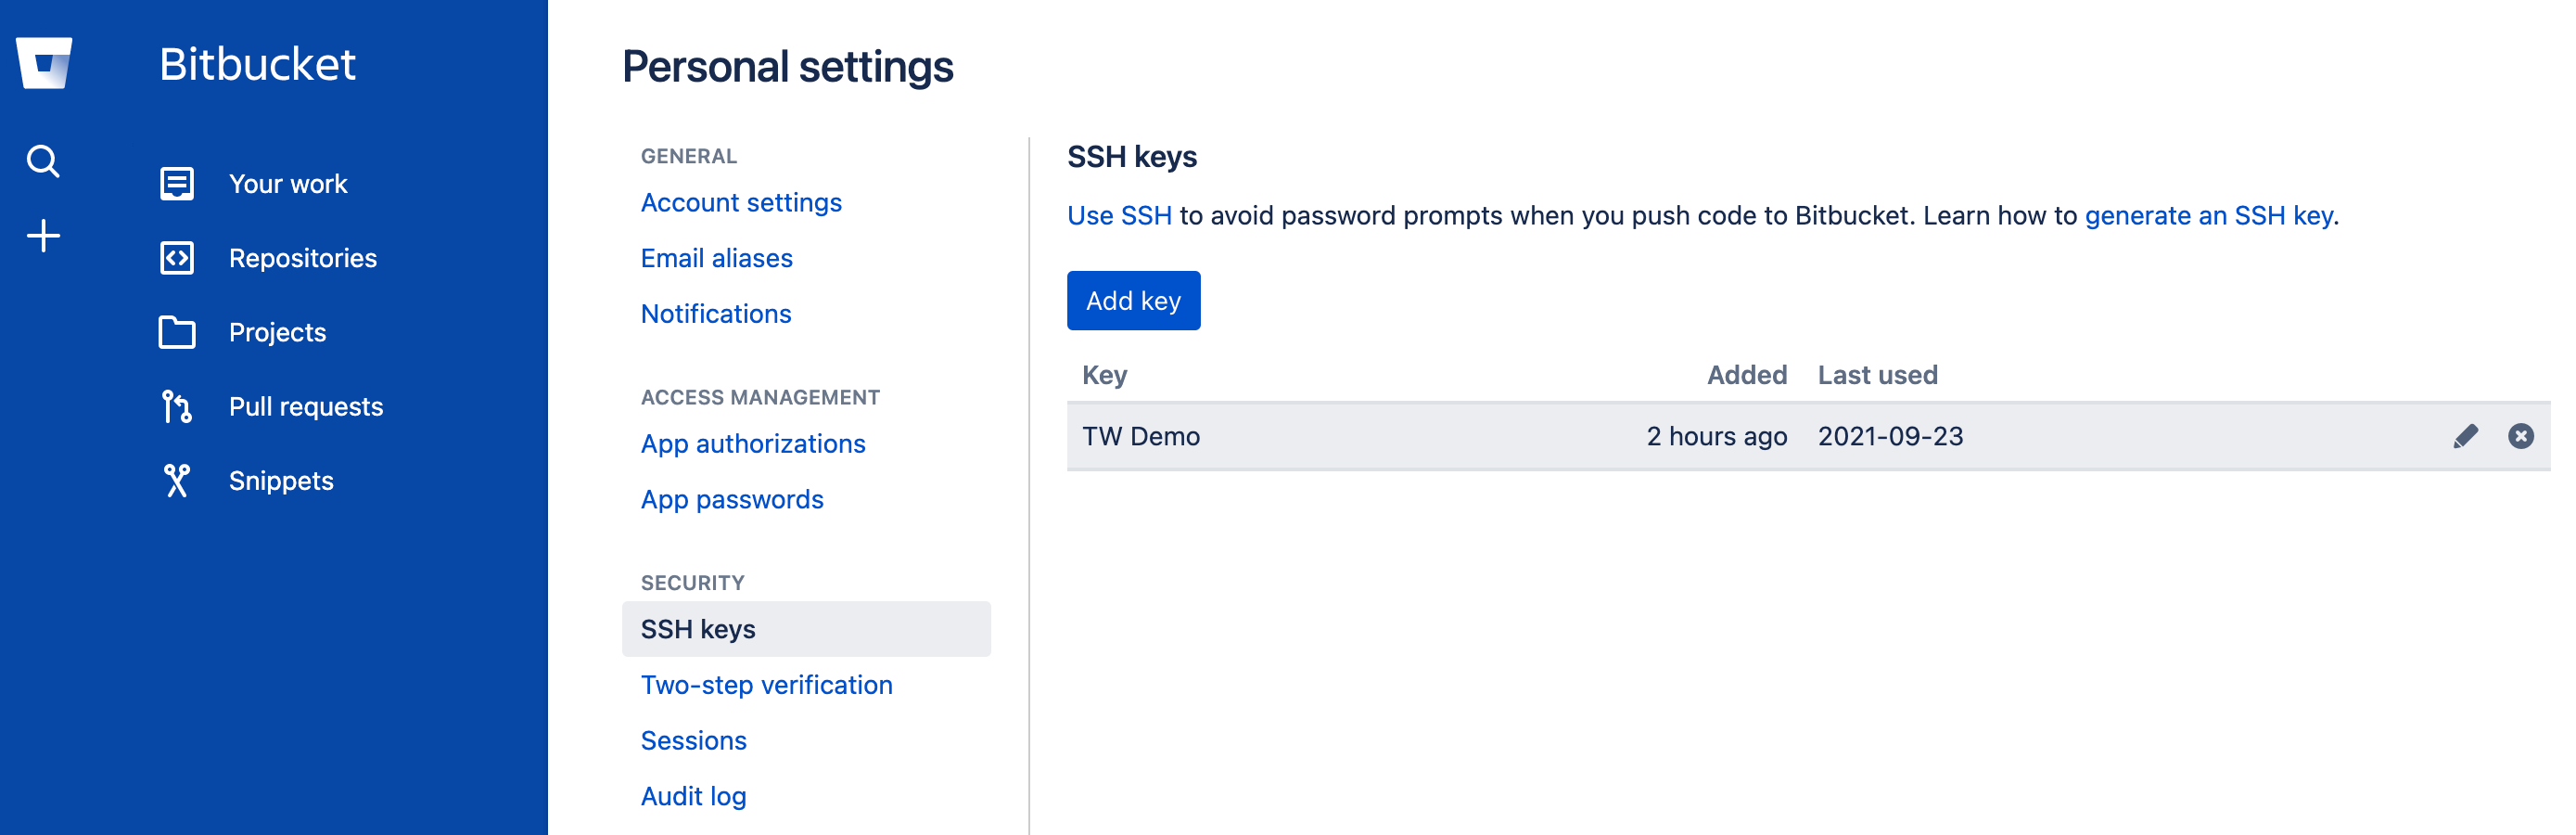 Bitbucket
Your work
Repositories
Projects
Pull requests
Snippets
Personal settings
GENERAL
Account settings
Email aliases
Notifications
ACCESS MANAGEMENT
App authorizations
App passwords
SECURITY
SSH keys
Two-step verification
Sessions
Audit log
SSH keys
Use SSH to avoid password prompts when you push code to Bitbucket. Learn how to generate an SSH key.
Add key
Key Added Last used
TW Demo 2 hours ago 2021-09-23